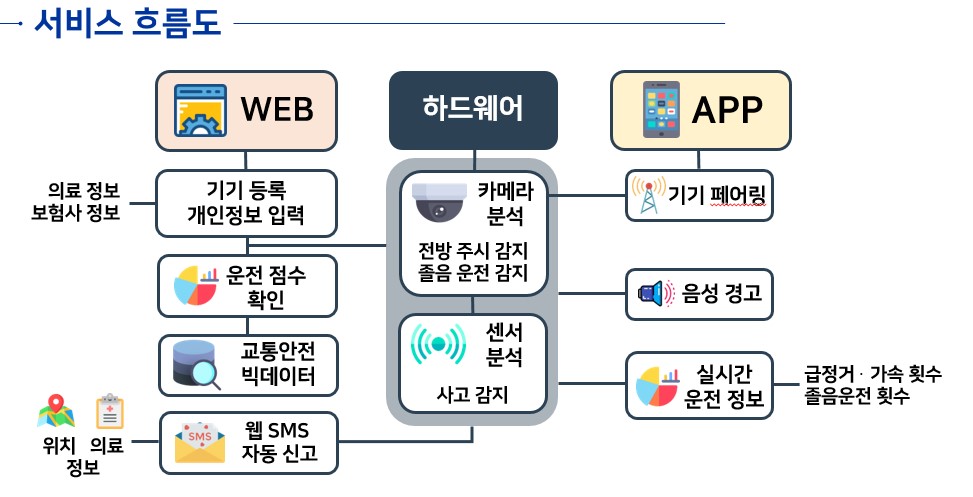 서비스 흐름도
WEB
하드웨어
APP
의료 정보
보험사 정보
기기 등록
개인정보 입력
카메라
분석
전방 주시 감지
졸음 운전 감지
기기 페어링
운전 점수
확인
음성 경고
교통안전
빅데이터
센서
분석
사고 감지
실시간
운전 정보
급정거 · 가속 횟수
졸음운전 횟수
위치 의료
정보
SMS
웹 SMS
자동 신고